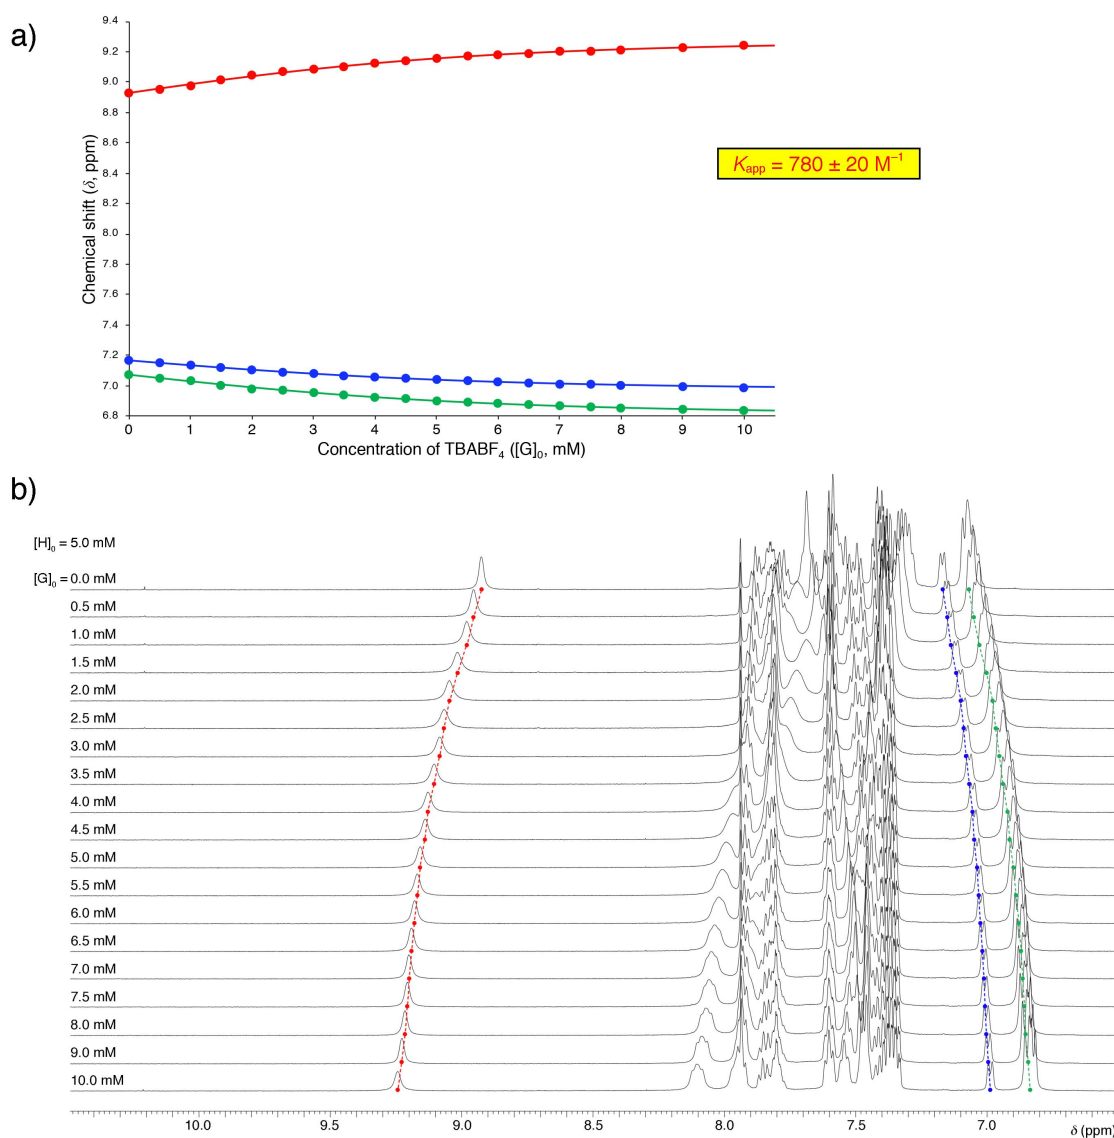 a)
9.4
9.2
9.0
8.8
8.6
8.4
8.2
8.0
7.8
7.6
7.4
7.2
7.0
6.8
Chemical shift (δ, ppm)
K_app = 780 ± 20 M⁻¹
0 1 2 3 4 5 6 7 8 9 10
Concentration of TBABF₄ ([G]₀, mM)
b)
[H]₀ = 5.0 mM
[G]₀ = 0.0 mM
0.5 mM
1.0 mM
1.5 mM
2.0 mM
2.5 mM
3.0 mM
3.5 mM
4.0 mM
4.5 mM
5.0 mM
5.5 mM
6.0 mM
6.5 mM
7.0 mM
7.5 mM
8.0 mM
9.0 mM
10.0 mM
10.0 9.5 9.0 8.5 8.0 7.5 7.0 δ (ppm)